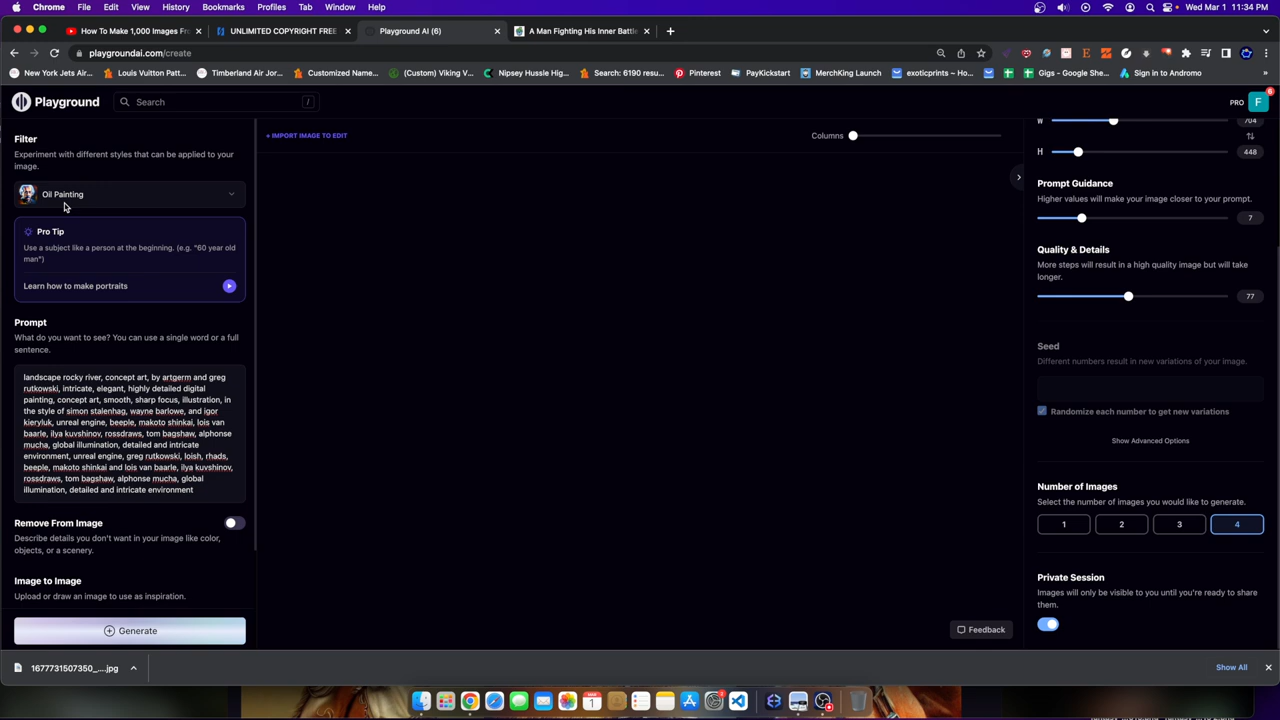 Chrome File Edit View History Bookmarks Profiles Tab Window Help
Wed Mar 1 11:34 PM
How To Make 1,000 Images Fr
UNLIMITED COPYRIGHT FREE
Playground AI (6)
A Man Fighting His Inner Battle
playgroundai.com/create
New York Jets Air...
Louis Vuitton Patt...
Timberland Air Jor...
Customized Name...
(Custom) Viking V...
Nipsey Hussle Hig...
Search: 6190 resu...
Pinterest
PayKickstart
MerchKing Launch
exoticprints – Ho...
Gigs - Google She...
Sign in to Andromo
»
Playground
Search
/
PRO
F
6
Filter
Experiment with different styles that can be applied to your
image.
Oil Painting
Pro Tip
Use a subject like a person at the beginning. (e.g. "60 year old
man")
Learn how to make portraits
Prompt
What do you want to see? You can use a single word or a full
sentence.
landscape rocky river, concept art, by artgerm and greg
rutkowski, intricate, elegant, highly detailed digital
painting, concept art, smooth, sharp focus, illustration, in
the style of simon stalenhag, wayne barlowe, and igor
kieryluk, unreal engine, beeple, makoto shinkai, lois van
baarle, ilya kuvshinov, rossdraws, tom bagshaw, alphonse
mucha, global illumination, detailed and intricate
environment, unreal engine, greg rutkowski, loish, rhads,
beeple, makoto shinkai and lois van baarle, ilya kuvshinov,
rossdraws, tom bagshaw, alphonse mucha, global
illumination, detailed and intricate environment
Remove From Image
Describe details you don't want in your image like color,
objects, or a scenery.
Image to Image
Upload or draw an image to use as inspiration.
Generate
+ IMPORT IMAGE TO EDIT
Columns
Feedback
W
704
H
448
Prompt Guidance
Higher values will make your image closer to your prompt.
7
Quality & Details
More steps will result in a high quality image but will take
longer.
77
Seed
Different numbers result in new variations of your image.
Randomize each number to get new variations
Show Advanced Options
Number of Images
Select the number of images you would like to generate.
1
2
3
4
Private Session
Images will only be visible to you until you're ready to share
them.
1677731507350_....jpg
Show All